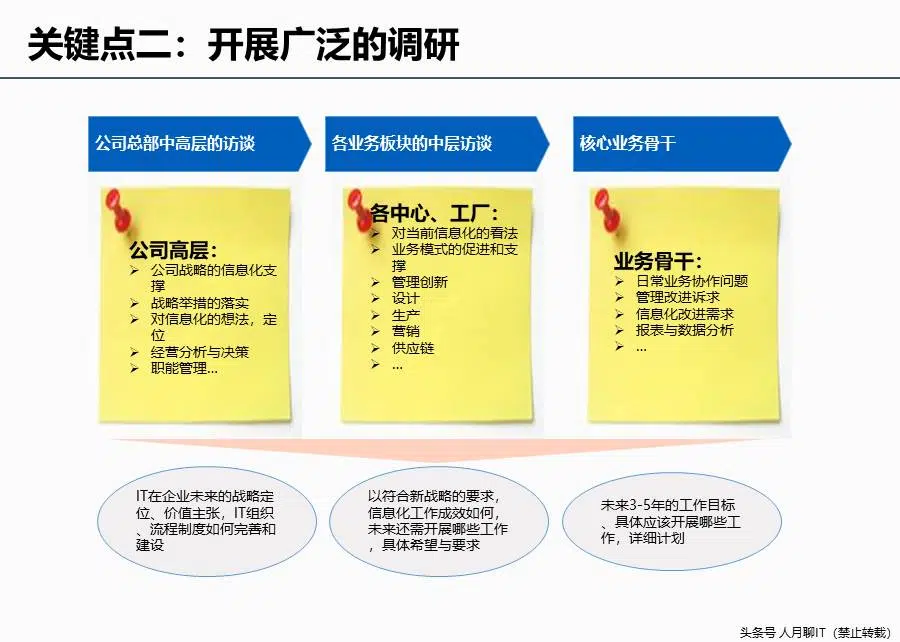 关键点二：开展广泛的调研
公司总部中高层的访谈
各业务板块的中层访谈
核心业务骨干
公司高层：
➢ 公司战略的信息化支
撑
➢ 战略举措的落实
➢ 对信息化的想法，定
位
➢ 经营分析与决策
➢ 职能管理...
各中心、工厂：
➢ 对当前信息化的看法
➢ 业务模式的促进和支
撑
➢ 管理创新
➢ 设计
➢ 生产
➢ 营销
➢ 供应链
➢ ...
业务骨干：
➢ 日常业务协作问题
➢ 管理改进诉求
➢ 信息化改进需求
➢ 报表与数据分析
➢ ...
IT在企业未来的战略定
位、价值主张，IT组织
、流程制度如何完善和
建设
以符合新战略的要求，
信息化工作成效如何，
未来还需开展哪些工作
，具体希望与要求
未来3-5年的工作目标
、具体应该开展哪些工
作，详细计划
头条号 人月聊IT（禁止转载）